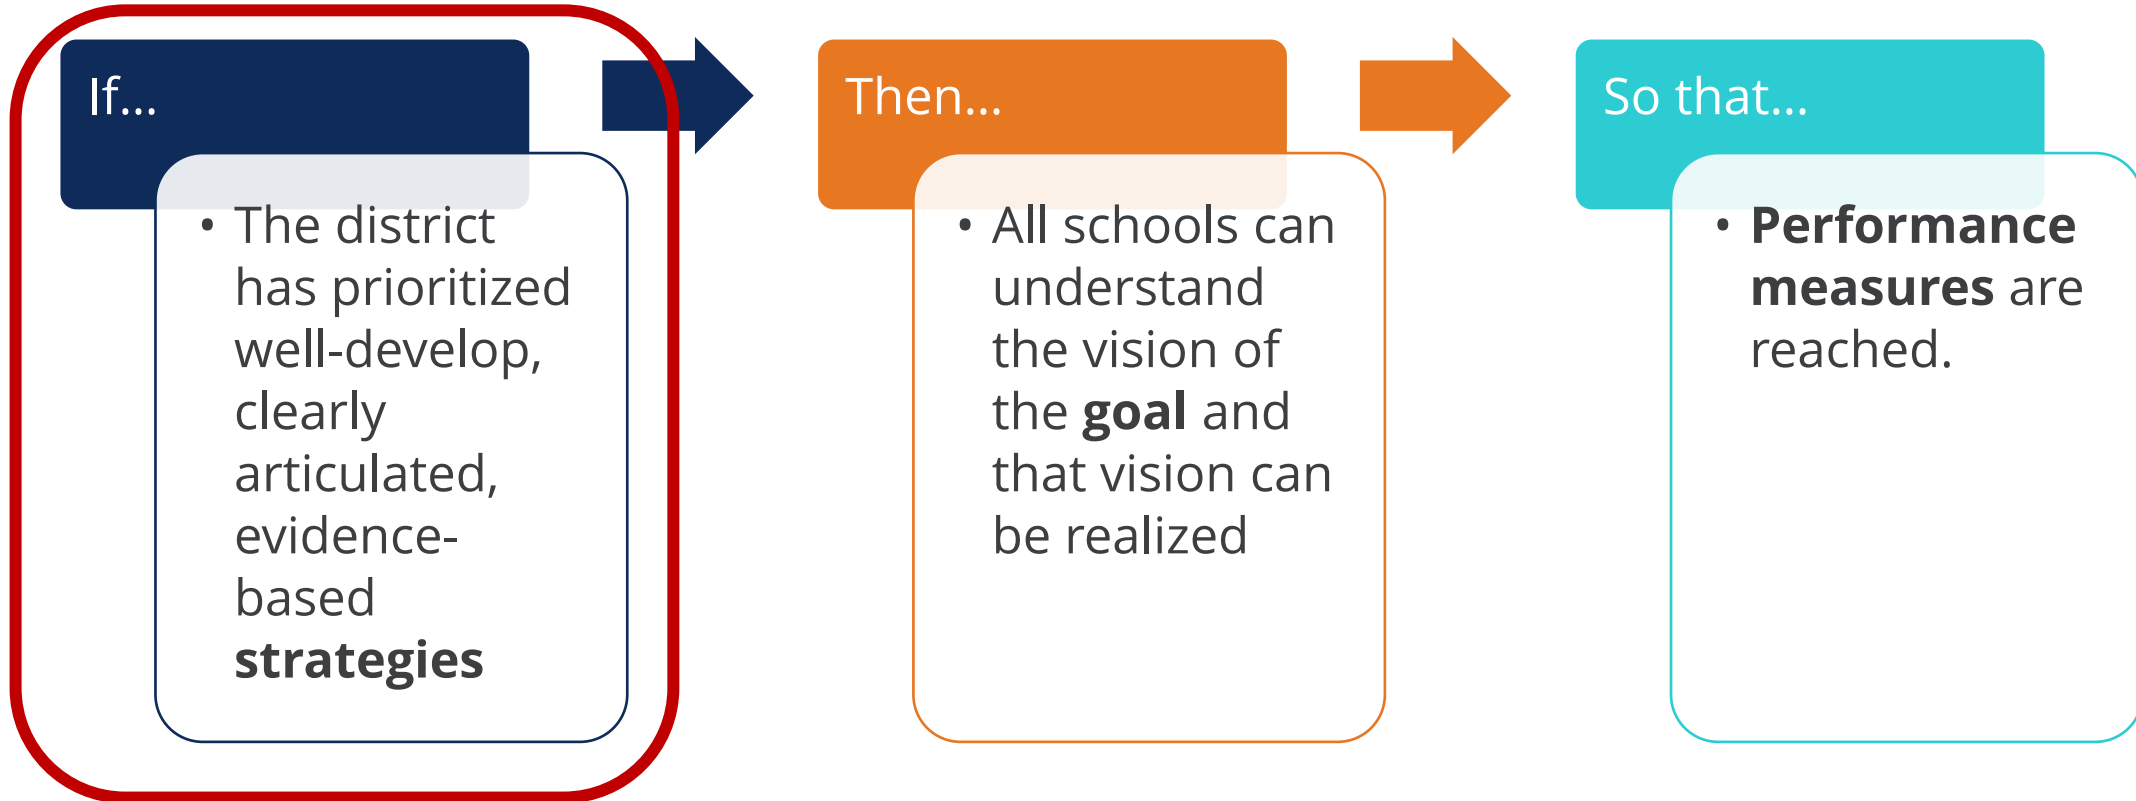 If...
• The district
has prioritized
well-develop,
clearly
articulated,
evidence-
based
strategies
Then...
• All schools can
understand
the vision of
the goal and
that vision can
be realized
So that...
• Performance
measures are
reached.